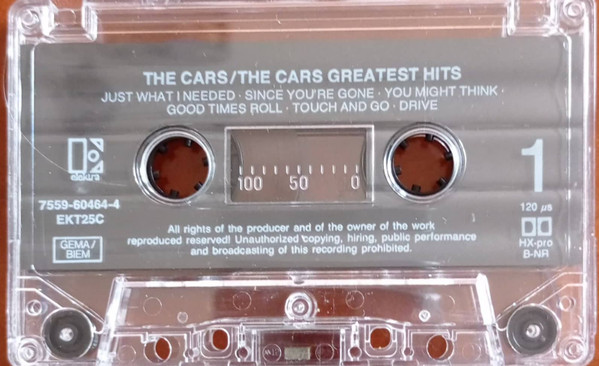 THE CARS/THE CARS GREATEST HITS
JUST WHAT I NEEDED · SINCE YOU'RE GONE · YOU MIGHT THINK ·
GOOD TIMES ROLL · TOUCH AND GO · DRIVE
elektra
7559-60464-4
EKT25C
GEMA/
BIEM
100 50 0
1
120 µs
HX-pro
B-NR
All rights of the producer and of the owner of the work
reproduced reserved! Unauthorized copying, hiring, public performance
and broadcasting of this recording prohibited.